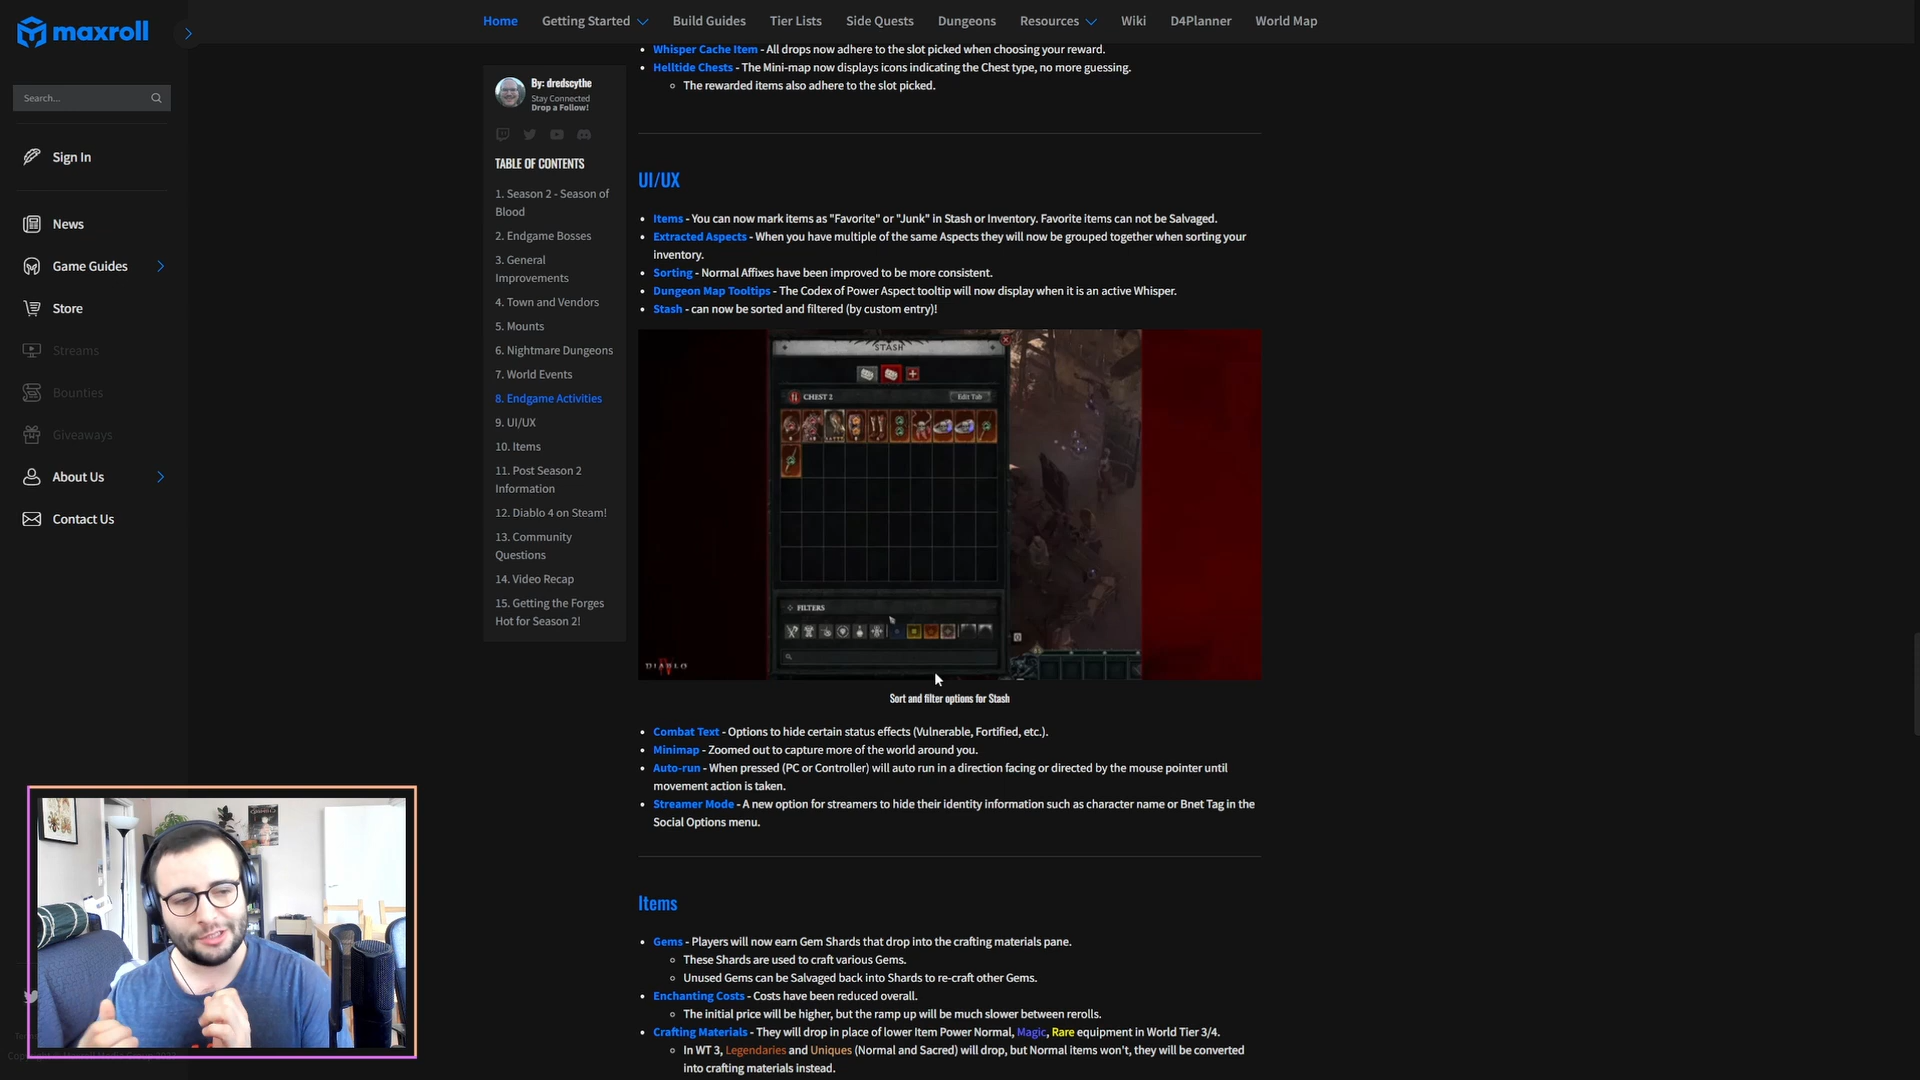 maxroll
Home
Getting Started
Build Guides
Tier Lists
Side Quests
Dungeons
Resources
Wiki
D4Planner
World Map
Search...
Sign In
News
Game Guides
Store
Streams
Bounties
Giveaways
About Us
Contact Us
By: dredscythe
Stay Connected
Drop a Follow!
TABLE OF CONTENTS
1. Season 2 - Season of
Blood
2. Endgame Bosses
3. General
Improvements
4. Town and Vendors
5. Mounts
6. Nightmare Dungeons
7. World Events
8. Endgame Activities
9. UI/UX
10. Items
11. Post Season 2
Information
12. Diablo 4 on Steam!
13. Community
Questions
14. Video Recap
15. Getting the Forges
Hot for Season 2!
Whisper Cache Item - All drops now adhere to the slot picked when choosing your reward.
Helltide Chests - The Mini-map now displays icons indicating the Chest type, no more guessing.
The rewarded items also adhere to the slot picked.
UI/UX
Items - You can now mark items as "Favorite" or "Junk" in Stash or Inventory. Favorite items can not be Salvaged.
Extracted Aspects - When you have multiple of the same Aspects they will now be grouped together when sorting your
inventory.
Sorting - Normal Affixes have been improved to be more consistent.
Dungeon Map Tooltips - The Codex of Power Aspect tooltip will now display when it is an active Whisper.
Stash - can now be sorted and filtered (by custom entry)!
STASH
CHEST 2
Edit Tab
FILTERS
DIABLO
Sort and filter options for Stash
Combat Text - Options to hide certain status effects (Vulnerable, Fortified, etc.).
Minimap - Zoomed out to capture more of the world around you.
Auto-run - When pressed (PC or Controller) will auto run in a direction facing or directed by the mouse pointer until
movement action is taken.
Streamer Mode - A new option for streamers to hide their identity information such as character name or Bnet Tag in the
Social Options menu.
Items
Gems - Players will now earn Gem Shards that drop into the crafting materials pane.
These Shards are used to craft various Gems.
Unused Gems can be Salvaged back into Shards to re-craft other Gems.
Enchanting Costs - Costs have been reduced overall.
The initial price will be higher, but the ramp up will be much slower between rerolls.
Crafting Materials - They will drop in place of lower Item Power Normal, Magic, Rare equipment in World Tier 3/4.
In WT 3, Legendaries and Uniques (Normal and Sacred) will drop, but Normal items won't, they will be converted
into crafting materials instead.